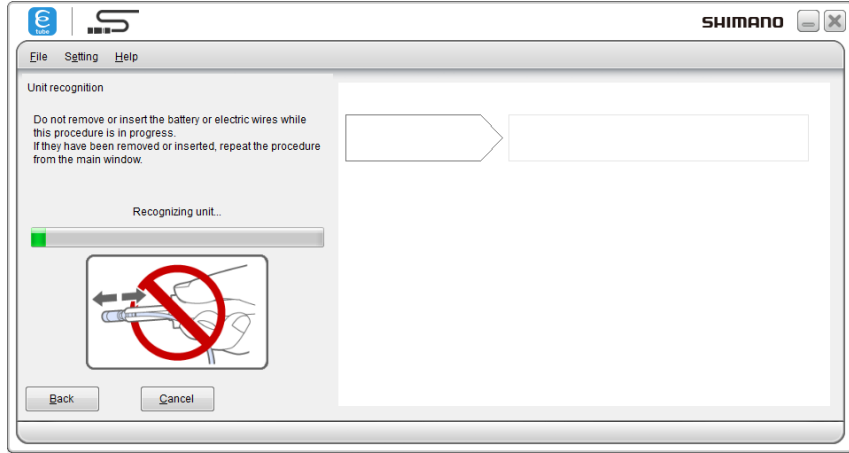 E
tube
S
SHIMANO
File Setting Help
Unit recognition
Do not remove or insert the battery or electric wires while
this procedure is in progress.
If they have been removed or inserted, repeat the procedure
from the main window.
Recognizing unit...
Back Cancel